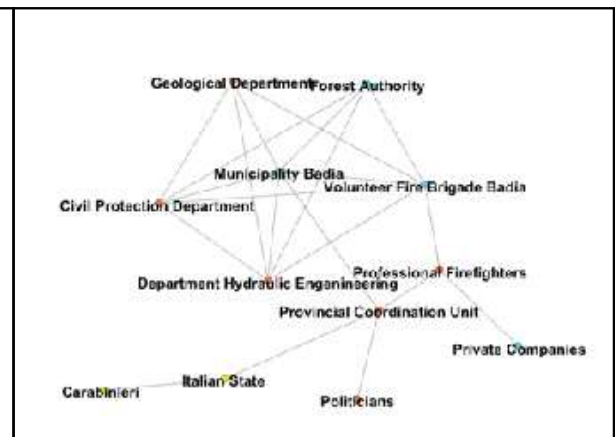 Geological Department
Forest Authority
Municipality Badia
Volunteer Fire Brigade Badia
Civil Protection Department
Department Hydraulic Engenineering
Professional Firefighters
Provincial Coordination Unit
Private Companies
Italian State
Carabinieri
Politicians